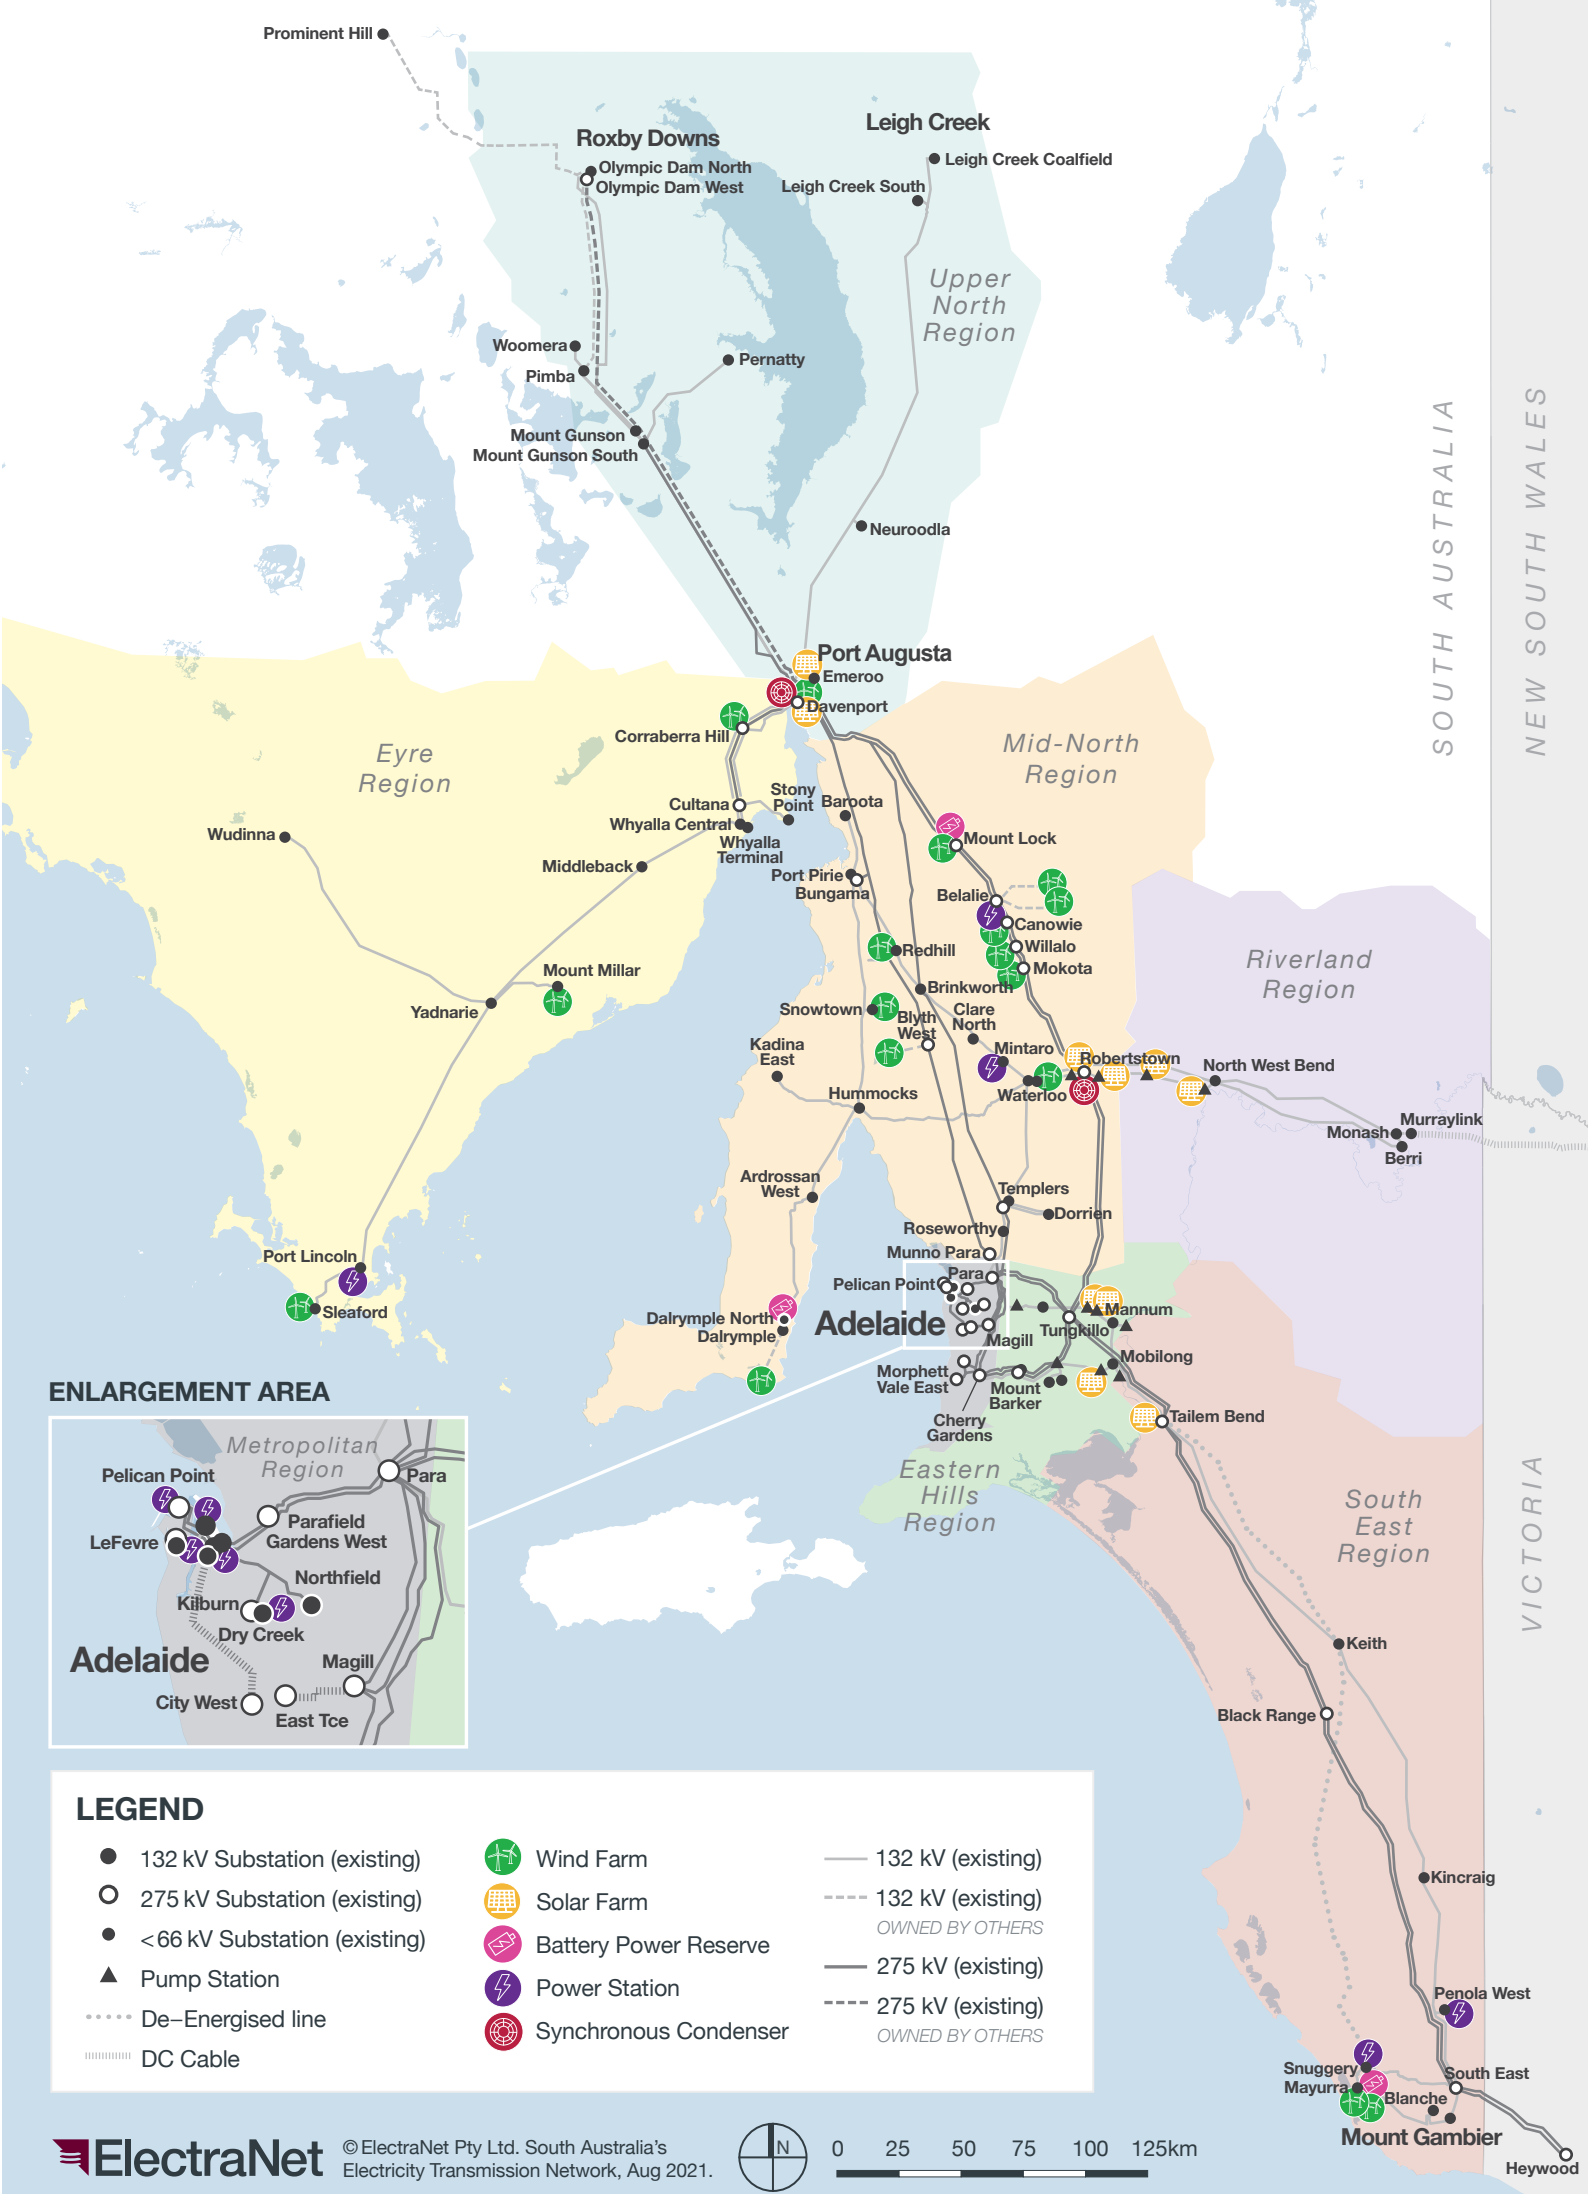 Prominent Hill
Roxby Downs
Olympic Dam North
Olympic Dam West
Leigh Creek
Leigh Creek Coalfield
Leigh Creek South
Upper
North
Region
Woomera
Pimba
Pernatty
Mount Gunson
Mount Gunson South
Neuroodla
SOUTH AUSTRALIA
NEW SOUTH WALES
Port Augusta
Emeroo
Davenport
Corraberra Hill
Eyre
Region
Mid-North
Region
Cultana
Stony
Point
Baroota
Whyalla Central
Whyalla
Terminal
Wudinna
Middleback
Mount Lock
Port Pirie
Bungama
Belalie
Canowie
Willalo
Mokota
Redhill
Riverland
Region
Mount Millar
Yadnarie
Brinkworth
Snowtown
Blyth
West
Clare
North
Kadina
East
Mintaro
Robertstown
North West Bend
Waterloo
Hummocks
Murraylink
Monash
Berri
Ardrossan
West
Templers
Dorrien
Roseworthy
Munno Para
Port Lincoln
Sleaford
Para
Pelican Point
Adelaide
Magill
Mannum
Tungkillo
Dalrymple North
Dalrymple
Mobilong
Morphett
Vale East
Mount
Barker
Cherry
Gardens
Tailem Bend
Eastern
Hills
Region
South
East
Region
VICTORIA
ENLARGEMENT AREA
Metropolitan
Region
Pelican Point
Para
LeFevre
Parafield
Gardens West
Northfield
Kilburn
Dry Creek
Adelaide
Magill
City West
East Tce
Keith
Black Range
Kincraig
Penola West
Snuggery
Mayurra
South East
Blanche
Mount Gambier
Heywood
LEGEND
132 kV Substation (existing)
275 kV Substation (existing)
<66 kV Substation (existing)
Pump Station
De–Energised line
DC Cable
Wind Farm
Solar Farm
Battery Power Reserve
Power Station
Synchronous Condenser
132 kV (existing)
132 kV (existing)
OWNED BY OTHERS
275 kV (existing)
275 kV (existing)
OWNED BY OTHERS
ElectraNet
© ElectraNet Pty Ltd. South Australia's
Electricity Transmission Network, Aug 2021.
N
0 25 50 75 100 125km